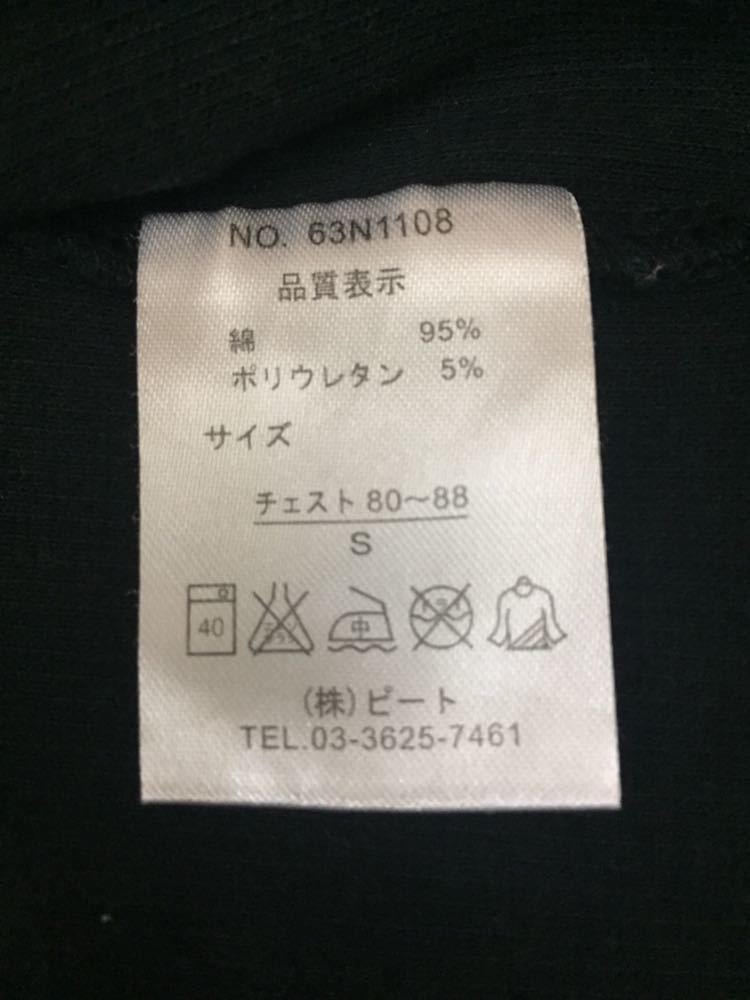 NO. 63N1108
品質表示
綿 95%
ポリウレタン 5%
サイズ
チェスト 80〜88
S
40
中
(株)ピート
TEL.03-3625-7461